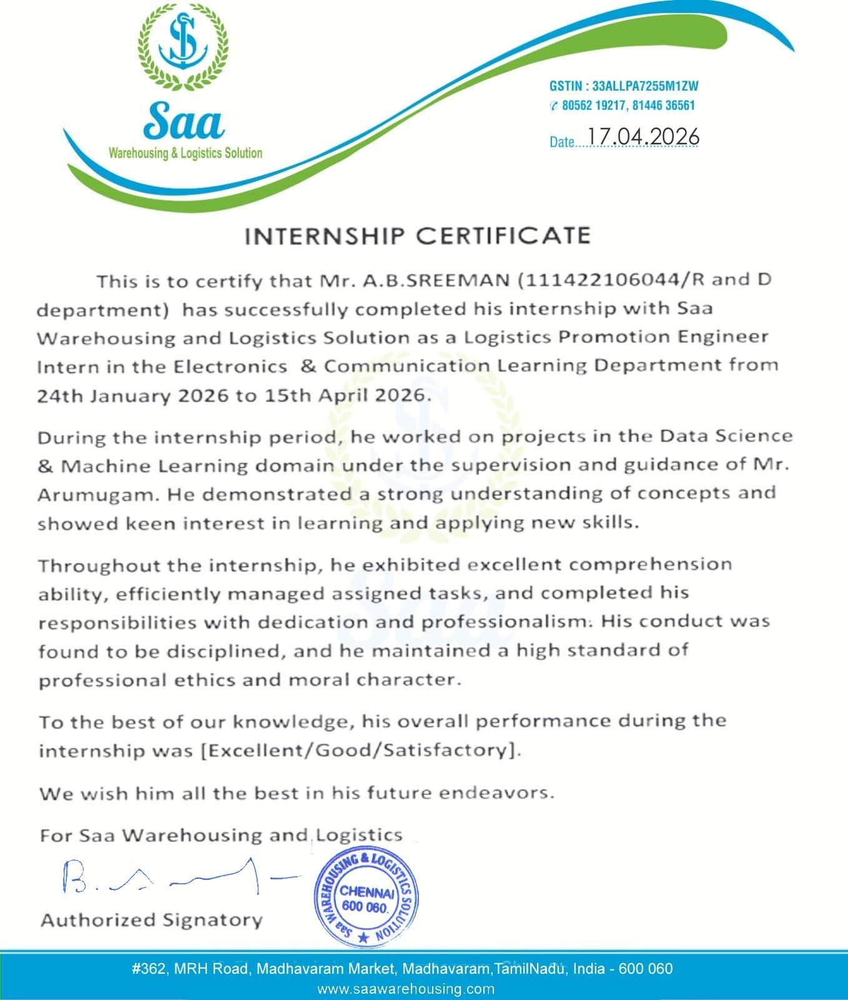 Saa
Warehousing & Logistics Solution
GSTIN : 33ALLPA7255M1ZW
✆ 80562 19217, 81446 36561
Date....17.04.2026
INTERNSHIP CERTIFICATE
This is to certify that Mr. A.B.SREEMAN (111422106044/R and D
department)  has successfully completed his internship with Saa
Warehousing and Logistics Solution as a Logistics Promotion Engineer
Intern in the Electronics  & Communication Learning Department from
24th January 2026 to 15th April 2026.
During the internship period, he worked on projects in the Data Science
& Machine Learning domain under the supervision and guidance of Mr.
Arumugam. He demonstrated a strong understanding of concepts and
showed keen interest in learning and applying new skills.
Throughout the internship, he exhibited excellent comprehension
ability, efficiently managed assigned tasks, and completed his
responsibilities with dedication and professionalism. His conduct was
found to be disciplined, and he maintained a high standard of
professional ethics and moral character.
To the best of our knowledge, his overall performance during the
internship was [Excellent/Good/Satisfactory].
We wish him all the best in his future endeavors.
For Saa Warehousing and Logistics
Saa WAREHOUSING & LOGISTICS SOLUTION
CHENNAI
600 060.
Authorized Signatory
#362, MRH Road, Madhavaram Market, Madhavaram,TamilNadu, India - 600 060
www.saawarehousing.com